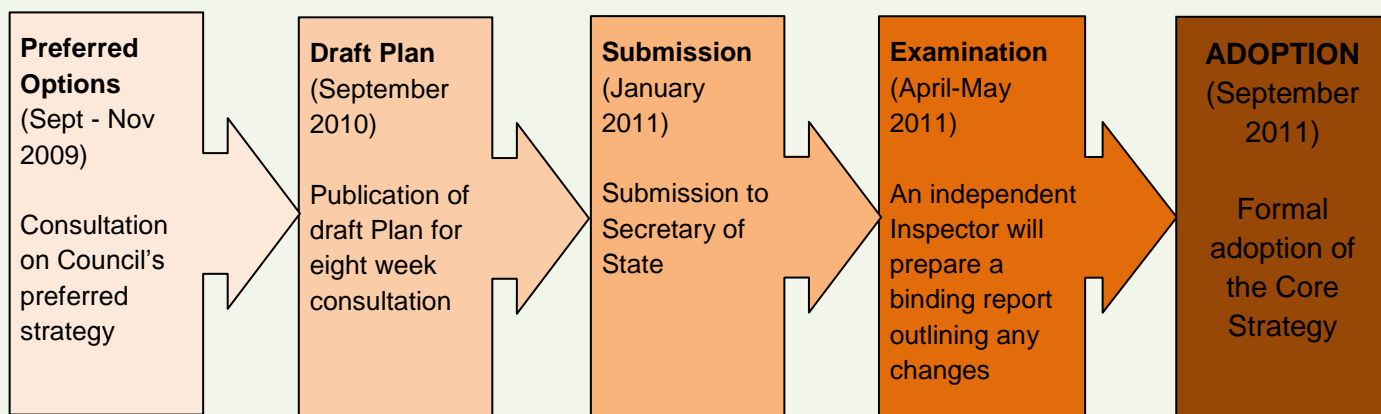 Preferred
Options
(Sept - Nov
2009)
Consultation
on Council's
preferred
strategy
Draft Plan
(September
2010)
Publication of
draft Plan for
eight week
consultation
Submission
(January
2011)
Submission to
Secretary of
State
Examination
(April-May
2011)
An independent
Inspector will
prepare a
binding report
outlining any
changes
ADOPTION
(September
2011)
Formal
adoption of
the Core
Strategy